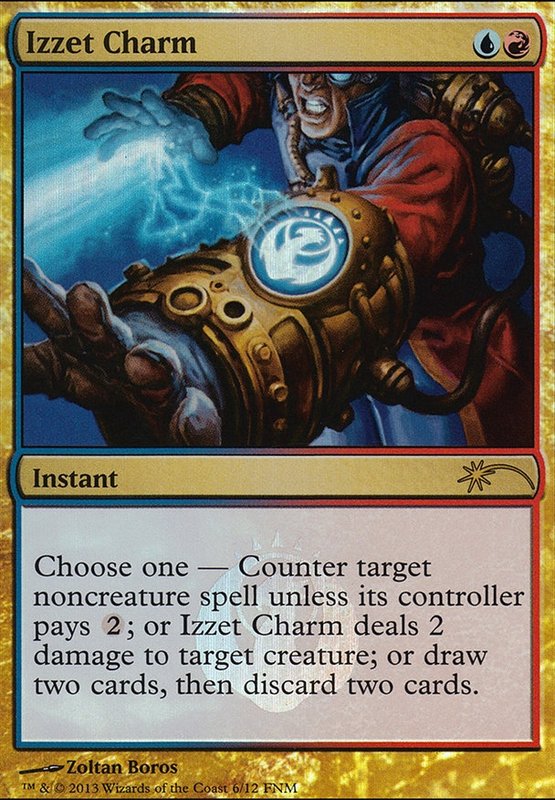 Izzet Charm
Instant
Choose one — Counter target
noncreature spell unless its controller
pays 2; or Izzet Charm deals 2
damage to target creature; or draw
two cards, then discard two cards.
Zoltan Boros
™ & © 2013 Wizards of the Coast 6/12 FNM